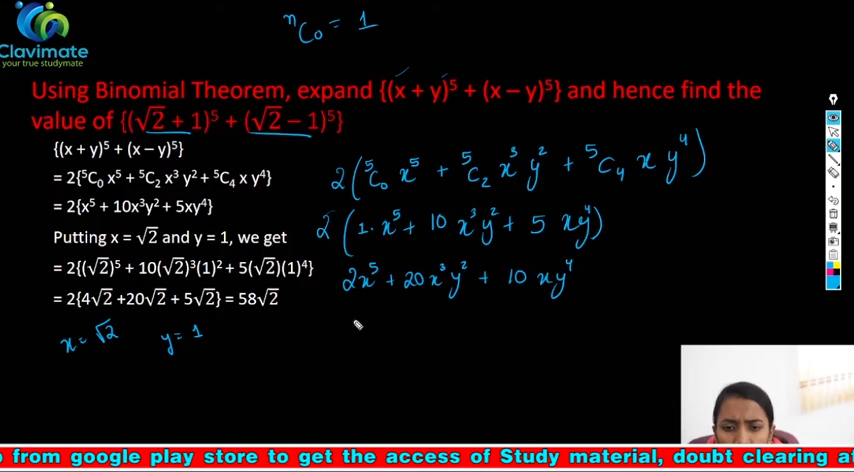 Clavimate
your true studymate
ⁿC₀ = 1
Using Binomial Theorem, expand {(x + y)⁵ + (x – y)⁵} and hence find the
value of {(√2 + 1)⁵ + (√2 – 1)⁵}
{(x + y)⁵ + (x – y)⁵}
= 2{⁵C₀ x⁵ + ⁵C₂ x³ y² + ⁵C₄ x y⁴}
= 2{x⁵ + 10x³y² + 5xy⁴}
Putting x = √2 and y = 1, we get
= 2{(√2)⁵ + 10(√2)³(1)² + 5(√2)(1)⁴}
= 2{4√2 +20√2 + 5√2} = 58√2
x = √2 y = 1
2(⁵C₀ x⁵ + ⁵C₂ x³ y² + ⁵C₄ x y⁴)
2(1. x⁵ + 10 x³ y² + 5 xy⁴)
2x⁵ + 20x³y² + 10 xy⁴
from google play store to get the access of Study material, doubt clearing